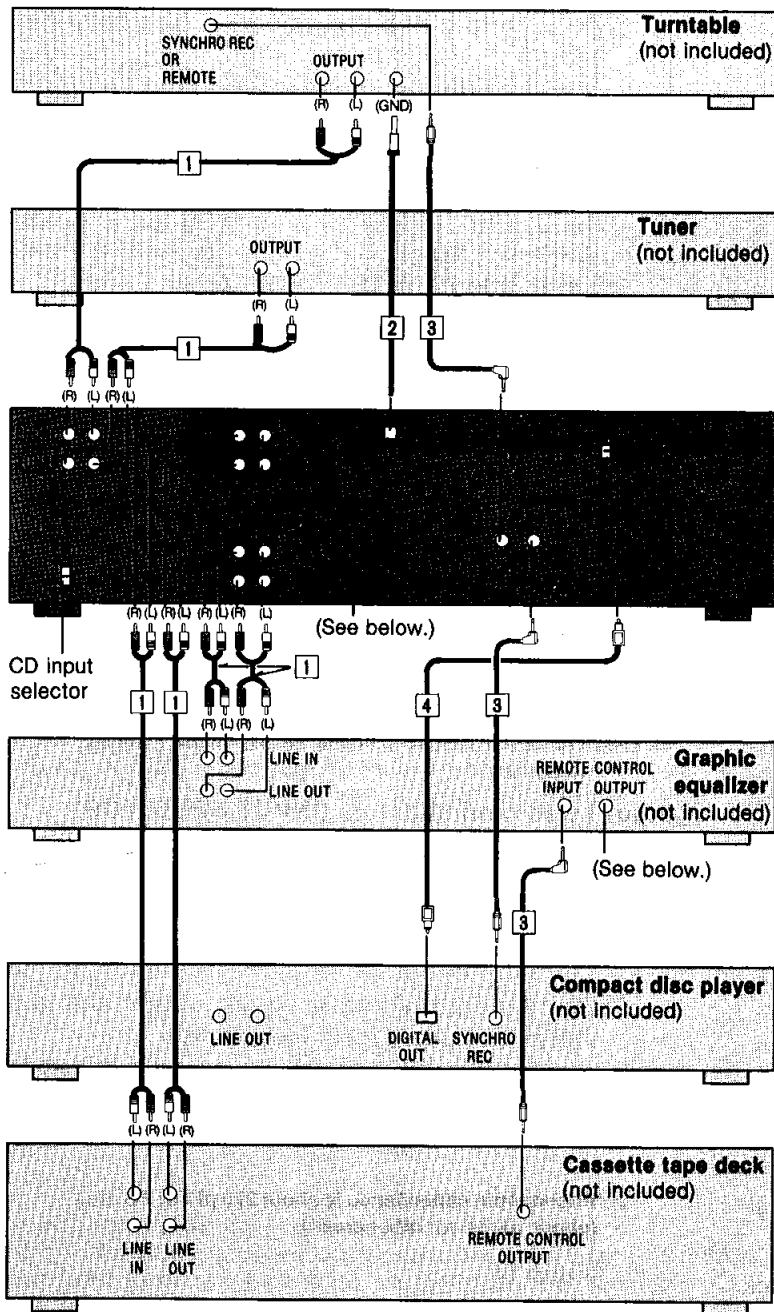 Turntable
(not included)
SYNCHRO REC
OR
REMOTE
OUTPUT
(R) (L) (GND)
1
Tuner
(not included)
OUTPUT
(R) (L)
1
2
3
(R) (L) (R) (L)
CD input
selector
(R) (L) (R) (L) (R) (L) (R) (L)
(See below.)
1
1
1
4
3
(R) (L) (R) (L)
LINE IN
LINE OUT
Graphic
equalizer
(not included)
REMOTE CONTROL
INPUT OUTPUT
(See below.)
3
Compact disc player
(not included)
LINE OUT
DIGITAL
OUT
SYNCHRO
REC
(L) (R) (L) (R)
Cassette tape deck
(not included)
LINE
IN
LINE
OUT
REMOTE CONTROL
OUTPUT